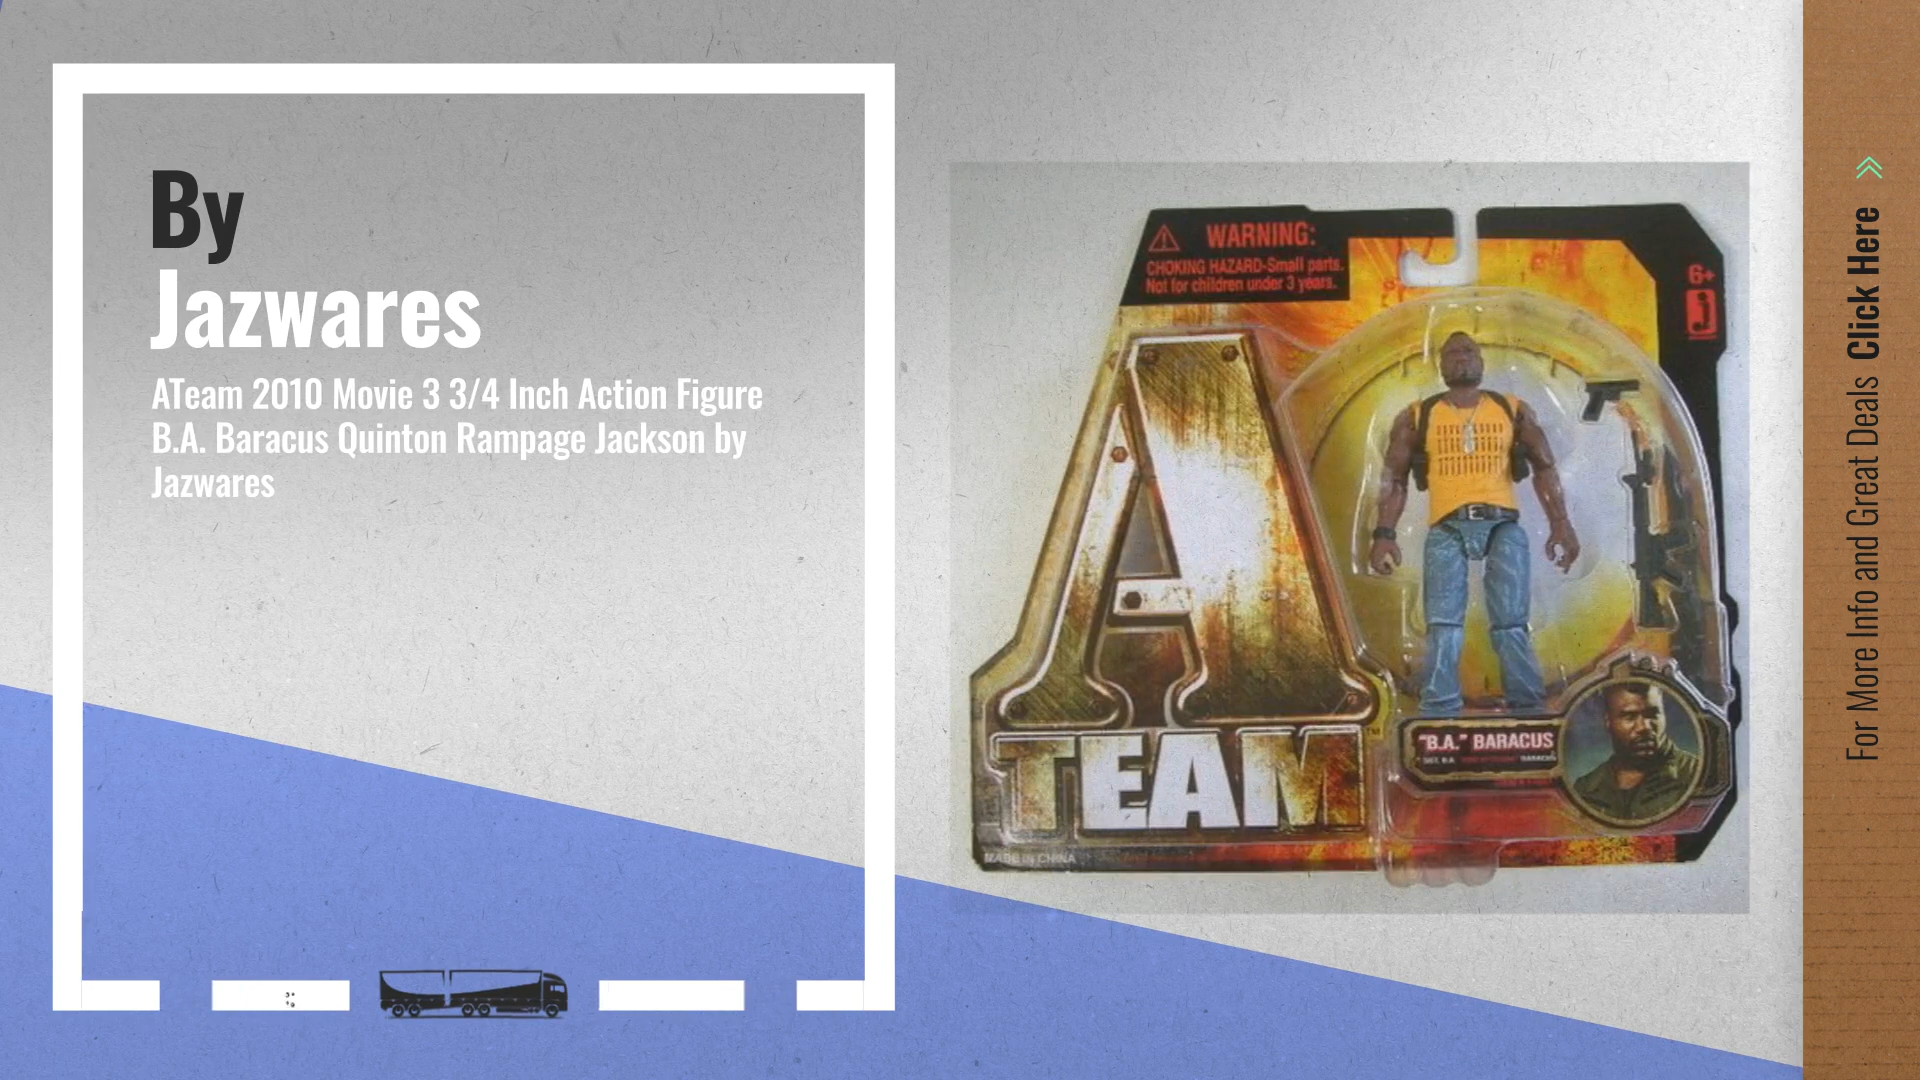 By
Jazwares
ATeam 2010 Movie 3 3/4 Inch Action Figure
B.A. Baracus Quinton Rampage Jackson by
Jazwares
WARNING:
CHOKING HAZARD-Small parts.
Not for children under 3 years.
6+
j
A
TEAM
TM
"B.A." BARACUS
MADE IN CHINA
For More Info and Great Deals Click Here